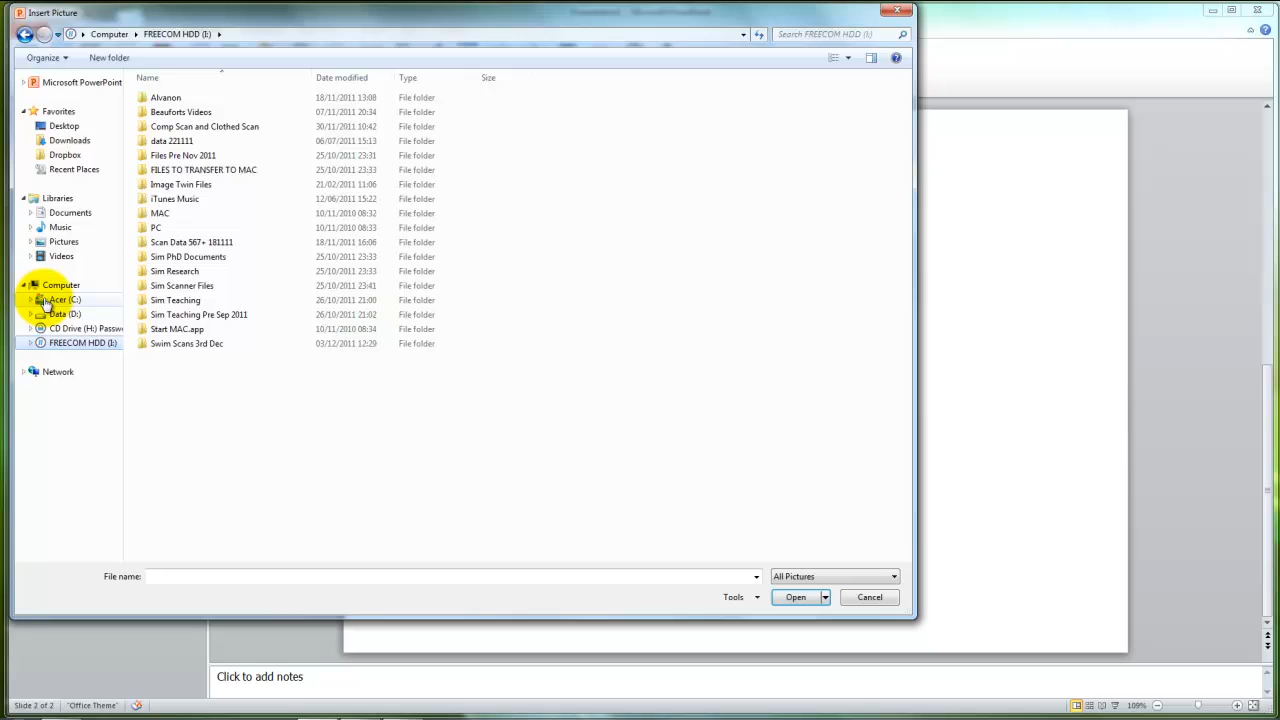 Insert Picture
Computer FREECOM HDD (I:)
Search FREECOM HDD (I:)
Organize New folder
Name Date modified Type Size
Microsoft PowerPoint
Favorites
Desktop
Downloads
Dropbox
Recent Places
Libraries
Documents
Music
Pictures
Videos
Computer
Acer (C:)
Data (D:)
CD Drive (H:) Passw
FREECOM HDD (I:)
Network
Alvanon 18/11/2011 13:08 File folder
Beauforts Videos 07/11/2011 20:34 File folder
Comp Scan and Clothed Scan 30/11/2011 10:42 File folder
data 221111 06/07/2011 15:13 File folder
Files Pre Nov 2011 25/10/2011 23:31 File folder
FILES TO TRANSFER TO MAC 25/10/2011 23:33 File folder
Image Twin Files 21/02/2011 11:06 File folder
iTunes Music 12/06/2011 15:22 File folder
MAC 10/11/2010 08:32 File folder
PC 10/11/2010 08:33 File folder
Scan Data 567+ 181111 18/11/2011 16:06 File folder
Sim PhD Documents 25/10/2011 23:33 File folder
Sim Research 25/10/2011 23:33 File folder
Sim Scanner Files 25/10/2011 23:41 File folder
Sim Teaching 26/10/2011 21:00 File folder
Sim Teaching Pre Sep 2011 26/10/2011 21:02 File folder
Start MAC.app 10/11/2010 08:34 File folder
Swim Scans 3rd Dec 03/12/2011 12:29 File folder
File name:
All Pictures
Tools Open Cancel
Click to add notes
Slide 2 of 2 "Office Theme" 109%